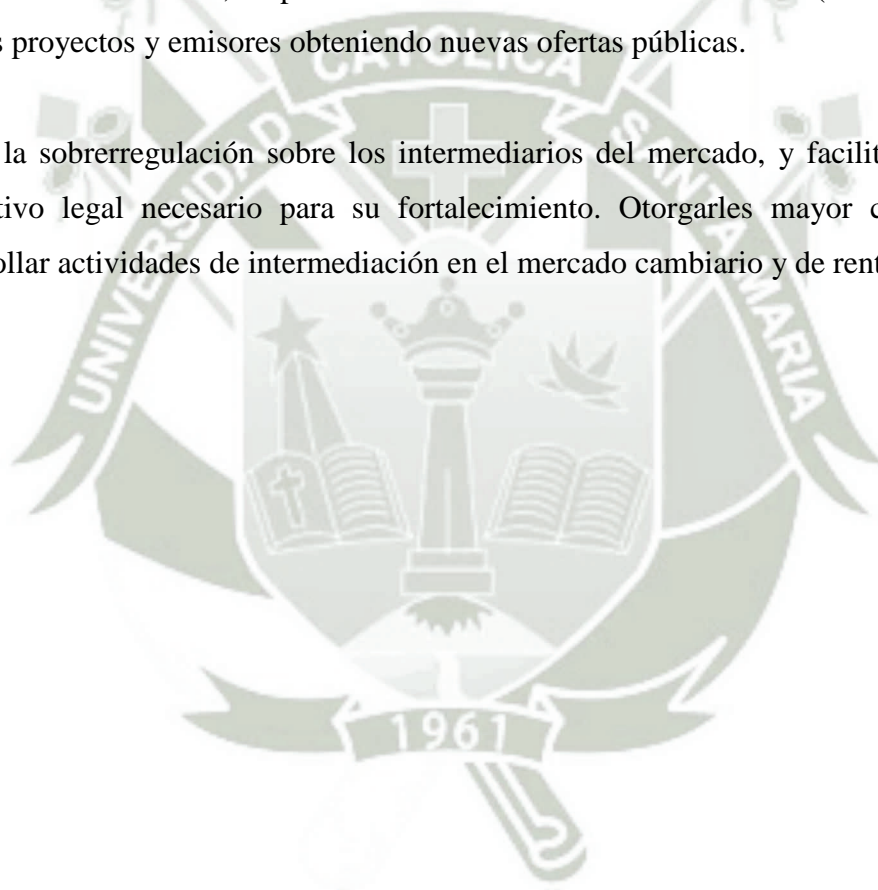 s proyectos y emisores obteniendo nuevas ofertas públicas.
la sobrerregulación sobre los intermediarios del mercado, y facilit
tivo legal necesario para su fortalecimiento. Otorgarles mayor c
ollar actividades de intermediación en el mercado cambiario y de rent
UNIVERSIDAD CATOLICA SANTA MARIA
1961